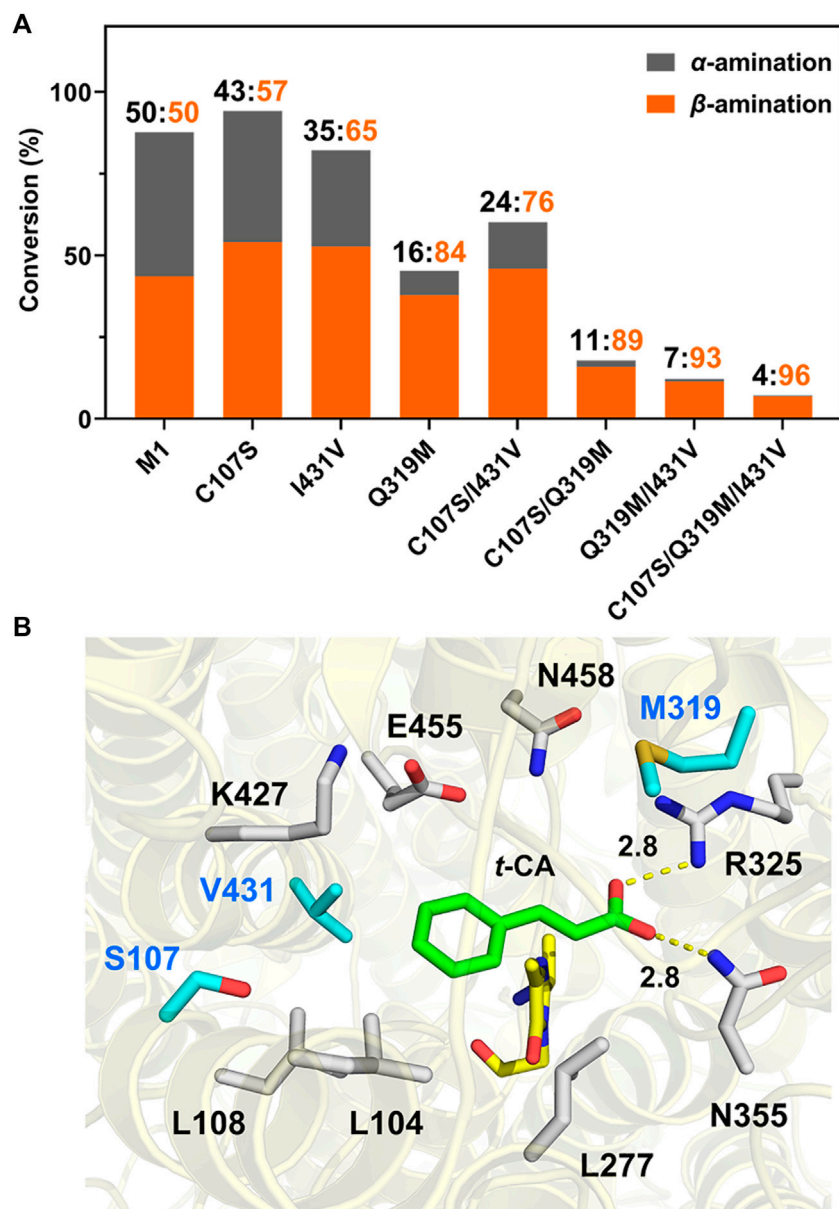 A
Conversion (%)
100
50
0
α-amination
β-amination
50:50
43:57
35:65
16:84
24:76
11:89
7:93
4:96
M1
C107S
I431V
Q319M
C107S/I431V
C107S/Q319M
Q319M/I431V
C107S/Q319M/I431V
B
N458
M319
E455
K427
2.8
t-CA
R325
V431
S107
2.8
L108
L104
N355
L277